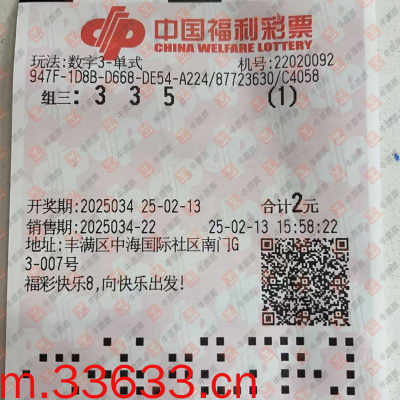 中国福利彩票
CHINA WELFARE LOTTERY
玩法:数字3-单式 机号:22020092
947F-1D8B-D668-DE54-A224/87723630/C4058
组三: 3 3 5 (1)
开奖期:2025034 25-02-13 合计2元
销售期:2025034-22 25-02-13 15:58:22
地址:丰满区中海国际社区南门G
3-007号
福彩快乐8,向快乐出发!
m.33633.cn